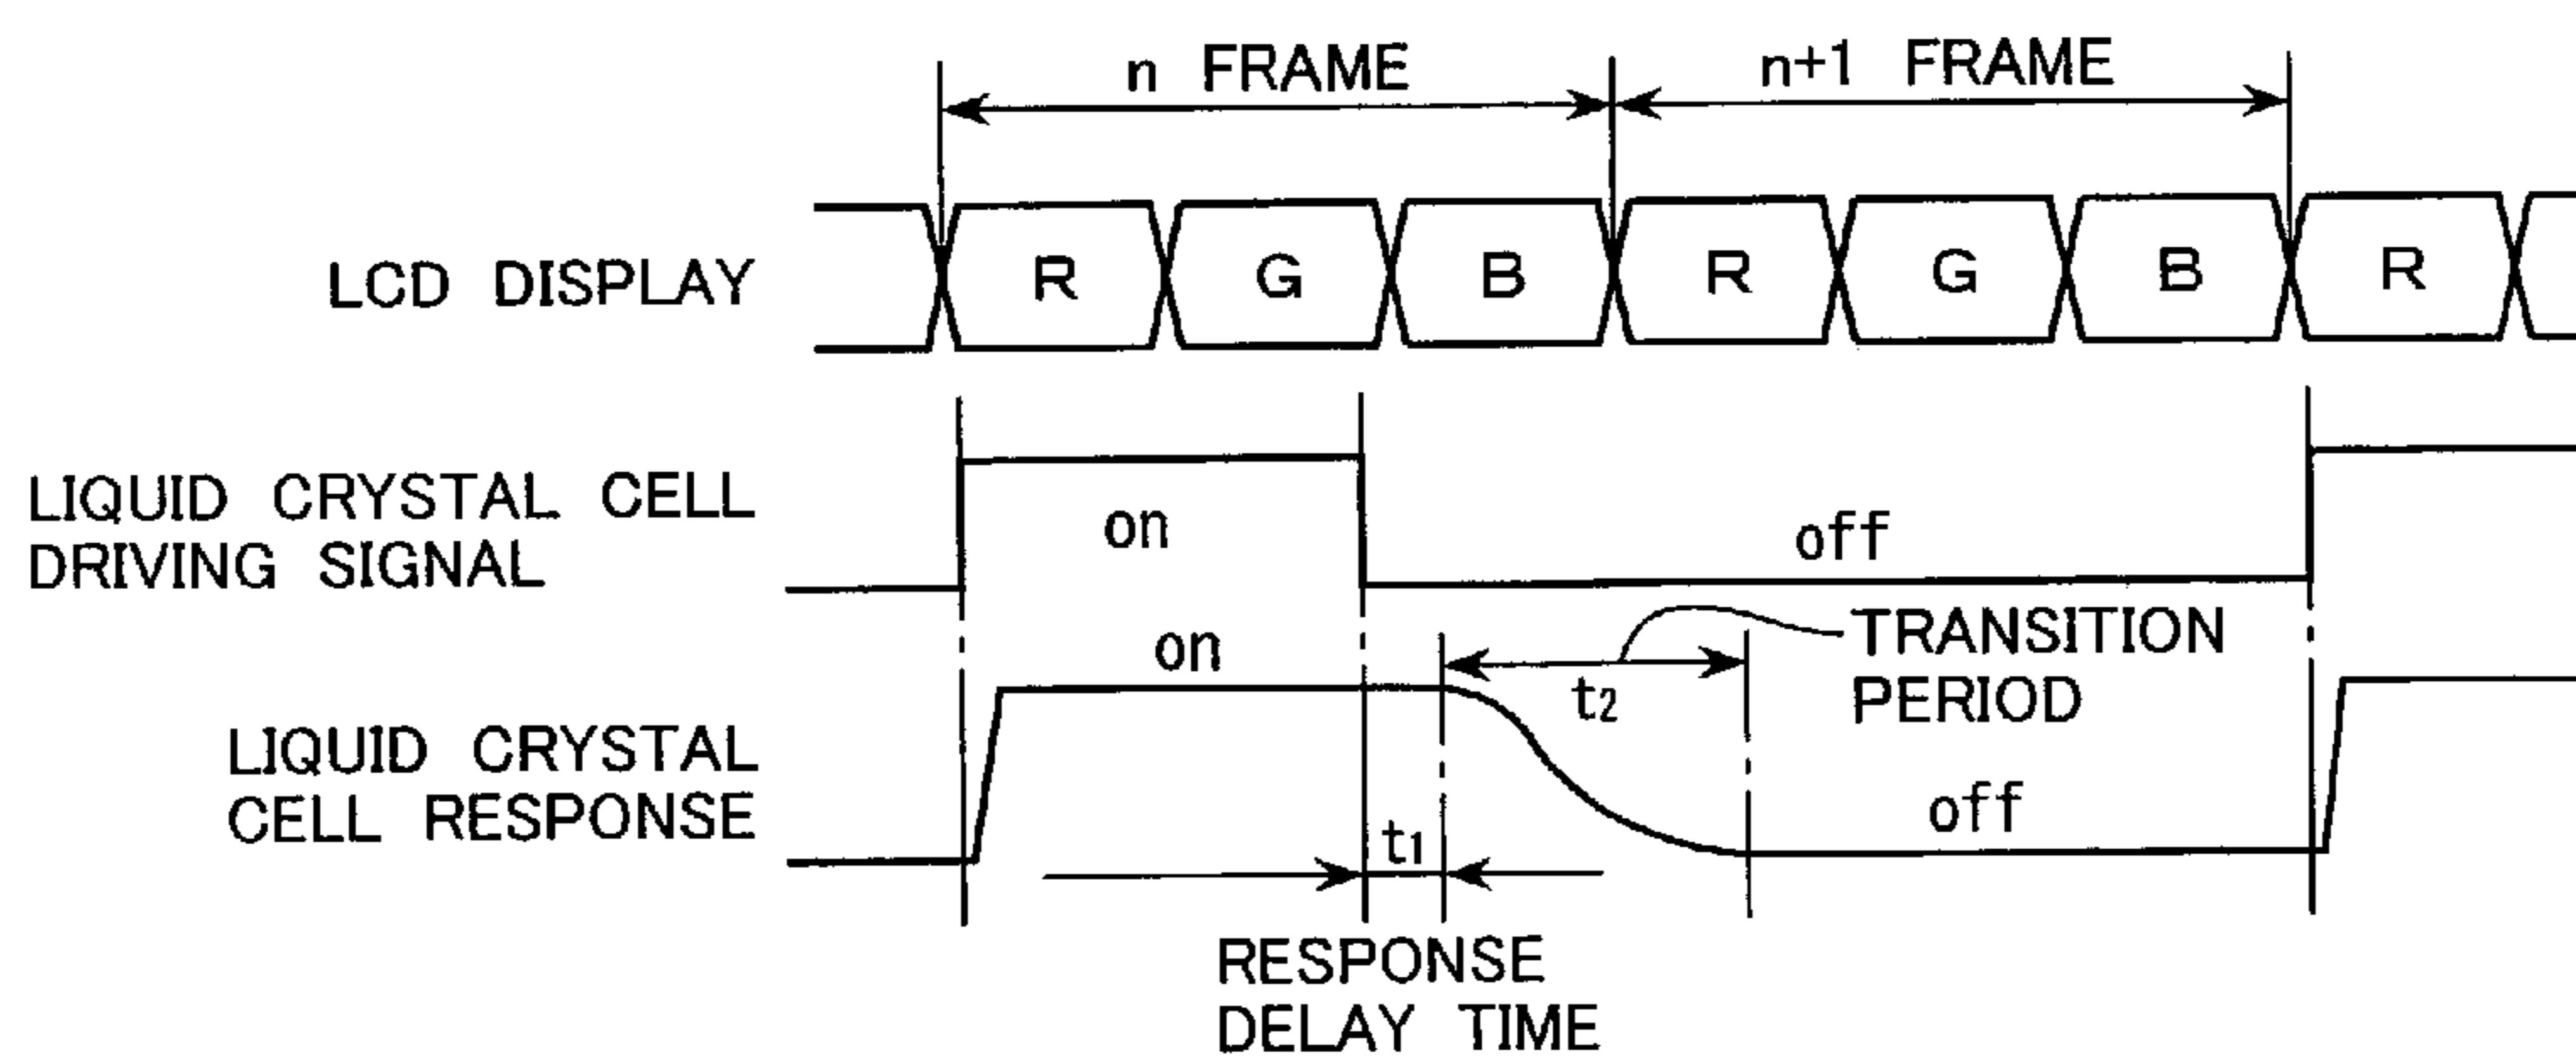 n FRAME n+1 FRAME
LCD DISPLAY R G B R G B R
LIQUID CRYSTAL CELL
DRIVING SIGNAL
on off
on
TRANSITION
PERIOD
t2
LIQUID CRYSTAL
CELL RESPONSE
t1
off
RESPONSE
DELAY TIME